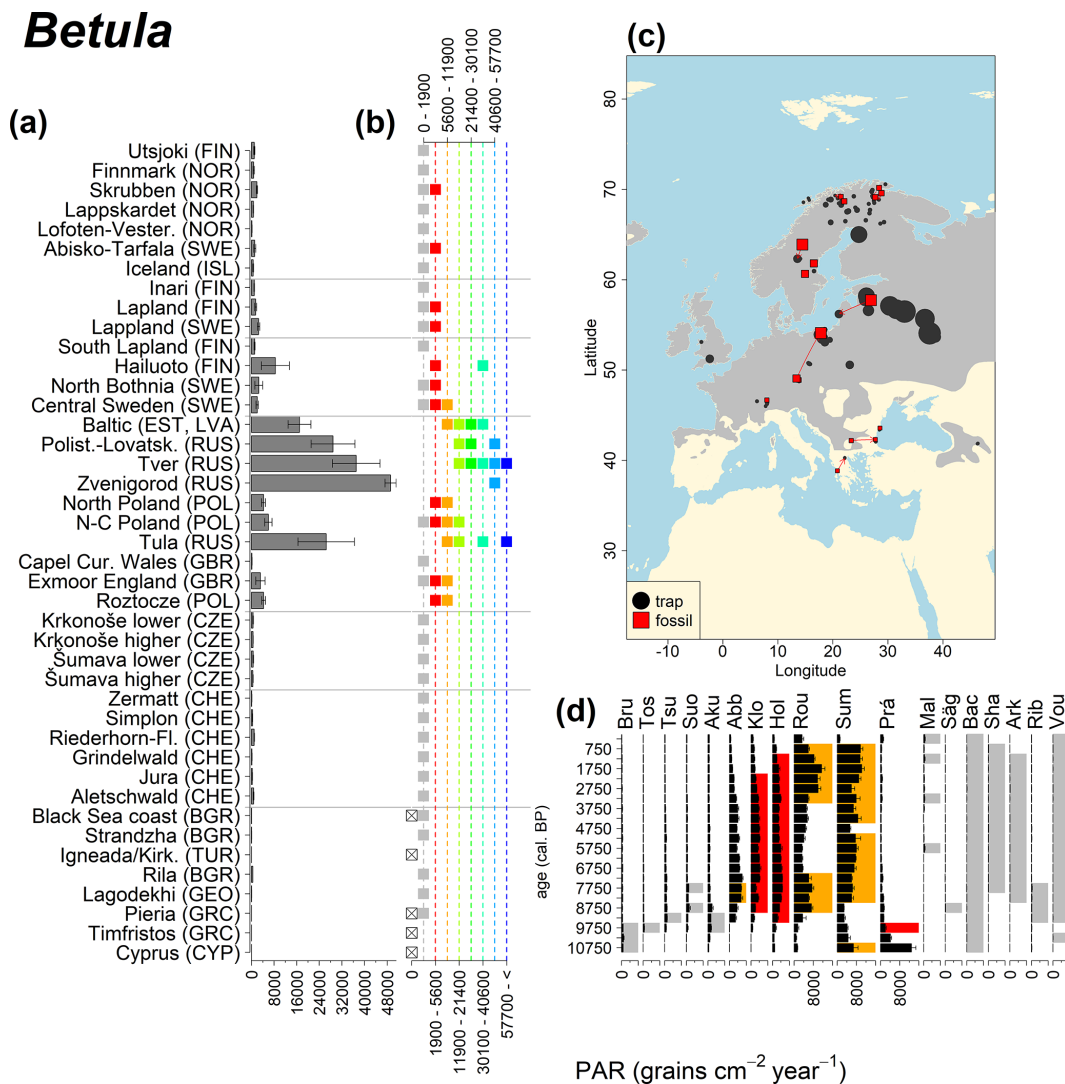 Betula
(a)
(b)
(c)
0 - 1900
5600 - 11900
21400 - 30100
40600 - 57700
Utsjoki (FIN)
Finnmark (NOR)
Skrubben (NOR)
Lappskardet (NOR)
Lofoten-Vester. (NOR)
Abisko-Tarfala (SWE)
Iceland (ISL)
Inari (FIN)
Lapland (FIN)
Lappland (SWE)
South Lapland (FIN)
Hailuoto (FIN)
North Bothnia (SWE)
Central Sweden (SWE)
Baltic (EST, LVA)
Polist.-Lovatsk. (RUS)
Tver (RUS)
Zvenigorod (RUS)
North Poland (POL)
N-C Poland (POL)
Tula (RUS)
Capel Cur. Wales (GBR)
Exmoor England (GBR)
Roztocze (POL)
Krkonoše lower (CZE)
Krkonoše higher (CZE)
Šumava lower (CZE)
Šumava higher (CZE)
Zermatt (CHE)
Simplon (CHE)
Riederhorn-Fl. (CHE)
Grindelwald (CHE)
Jura (CHE)
Aletschwald (CHE)
Black Sea coast (BGR)
Strandzha (BGR)
Igneada/Kirk. (TUR)
Rila (BGR)
Lagodekhi (GEO)
Pieria (GRC)
Timfristos (GRC)
Cyprus (CYP)
0
8000
16000
24000
32000
40000
48000
0
1900 - 5600
11900 - 21400
30100 - 40600
57700 - <
80
70
60
50
40
30
Latitude
trap
fossil
-10 0 10 20 30 40 50
Longitude
(d)
Bru Tos Tsu Suo Aku Abb Klo Hol Rou Sum Prá Mal Ság Bac Sha Ark Rib Vou
750
1750
2750
3750
4750
5750
6750
7750
8750
9750
10750
age (cal. BP)
0 0 0 0 0 0 0 0 0 8000 0 8000 0 8000 0 0 0 0 0 0 0
PAR (grains cm−2 year−1)